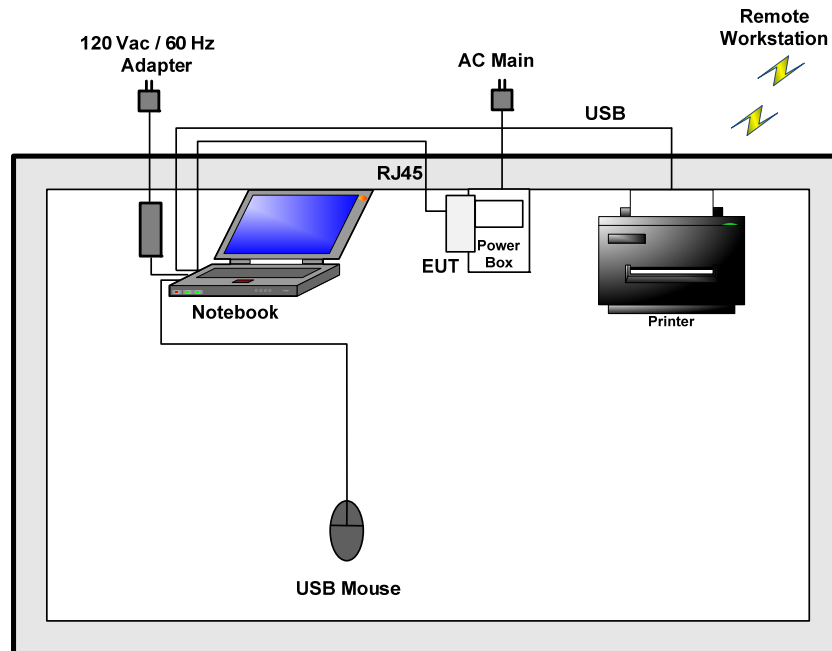 Remote
Workstation
120 Vac / 60 Hz
Adapter
AC Main
USB
RJ45
EUT
Power
Box
Notebook
Printer
USB Mouse